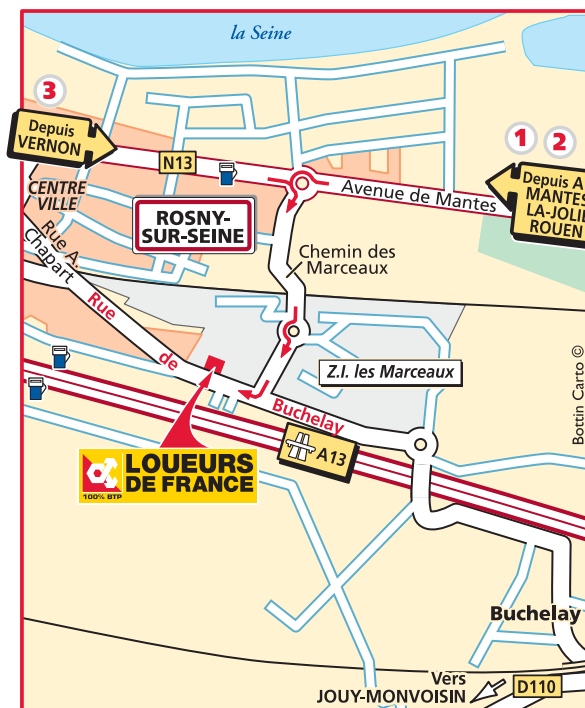 la Seine
3
Depuis
VERNON
N13
1 2
Depuis A
MANTES
LA-JOLIE
ROUEN
Avenue de Mantes
CENTRE
VILLE
ROSNY-
SUR-SEINE
Rue A.
Chapart
Chemin des
Marceaux
Rue de Buchelay
Z.I. les Marceaux
Bottin Carto ©
A13
LOUEURS
DE FRANCE
100% BTP
Buchelay
Vers
JOUY-MONVOISIN
D110